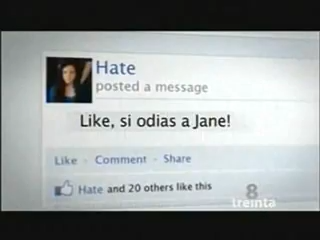 Hate
posted a message
Like, si odias a Jane!
Like · Comment · Share
Hate and 20 others like this
8
treinta